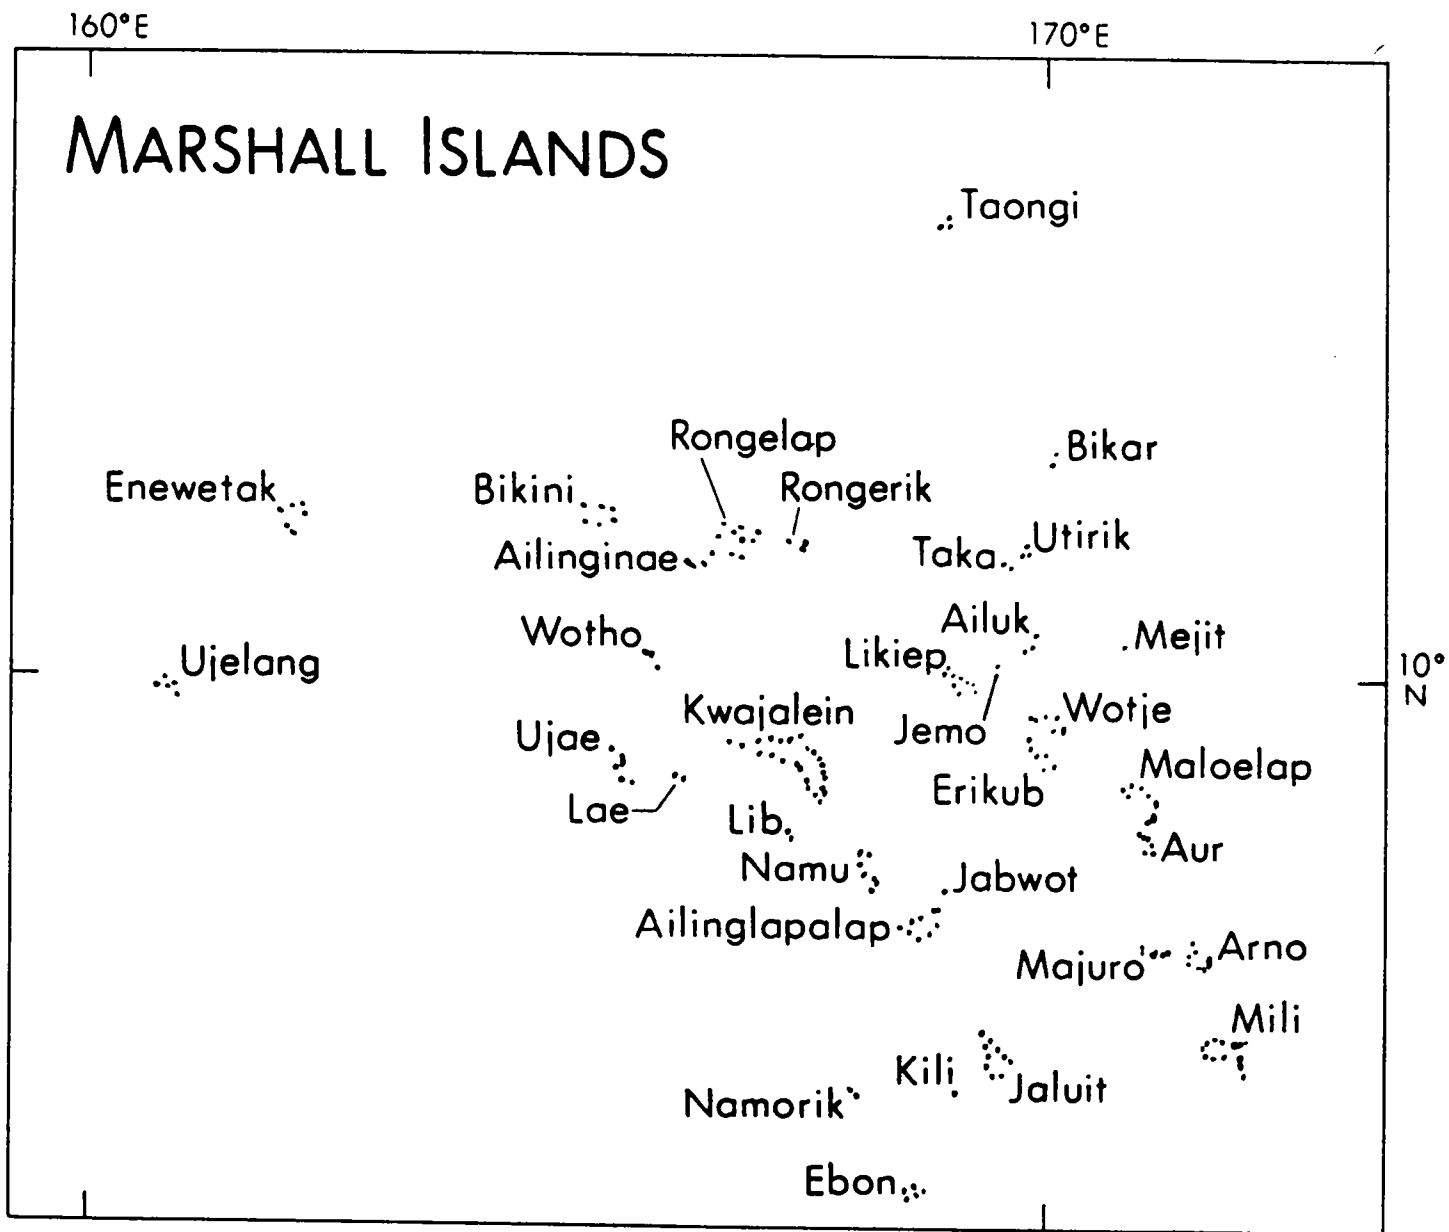 160°E
170°E
MARSHALL ISLANDS
Taongi
Rongelap
Bikar
Enewetak
Bikini
Rongerik
Ailinginae
Taka
Utirik
Wotho
Ailuk
Mejit
Likiep
Ujelang
10°
N
Kwajalein
Jemo
Wotje
Ujae
Maloelap
Erikub
Lae
Lib
Aur
Namu
Jabwot
Ailinglapalap
Majuro
Arno
Mili
Kili
Jaluit
Namorik
Ebon